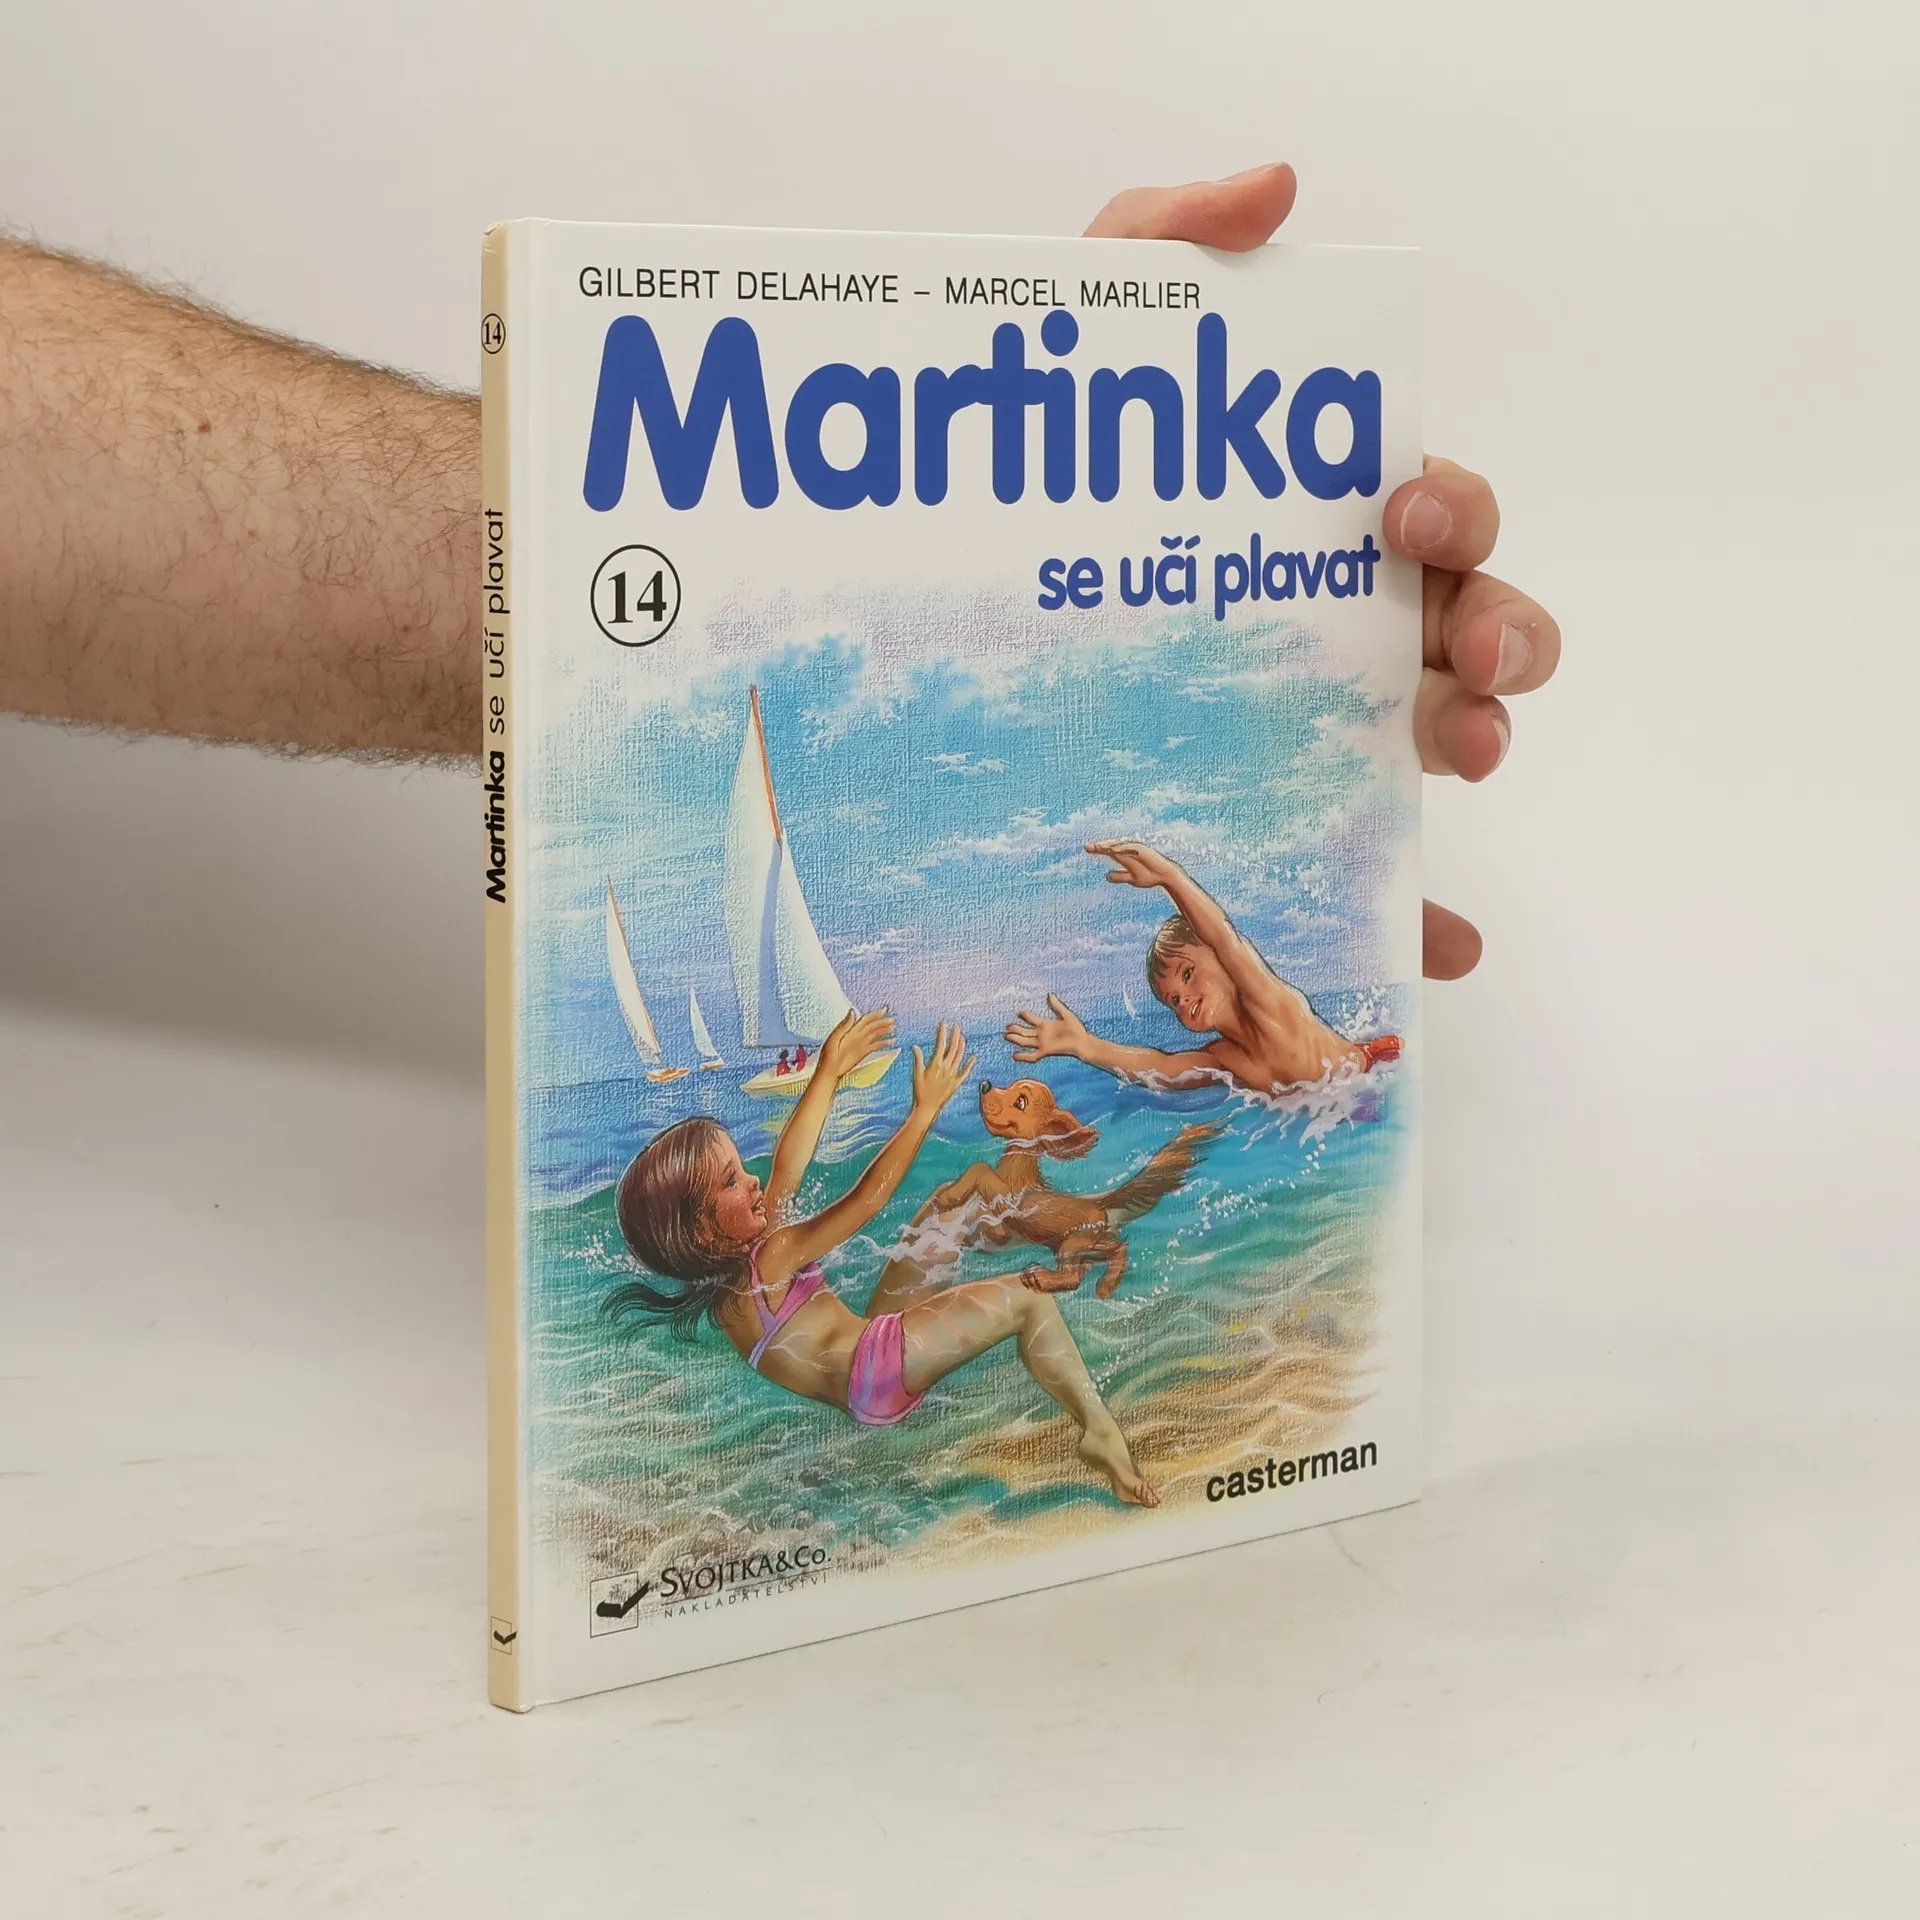 GILBERT DELAHAYE – MARCEL MARLIER
Martinka
se učí plavat
14
casterman
SVOJTKA&Co.
NAKLADATELSTVÍ
14
Martinka se učí plavat